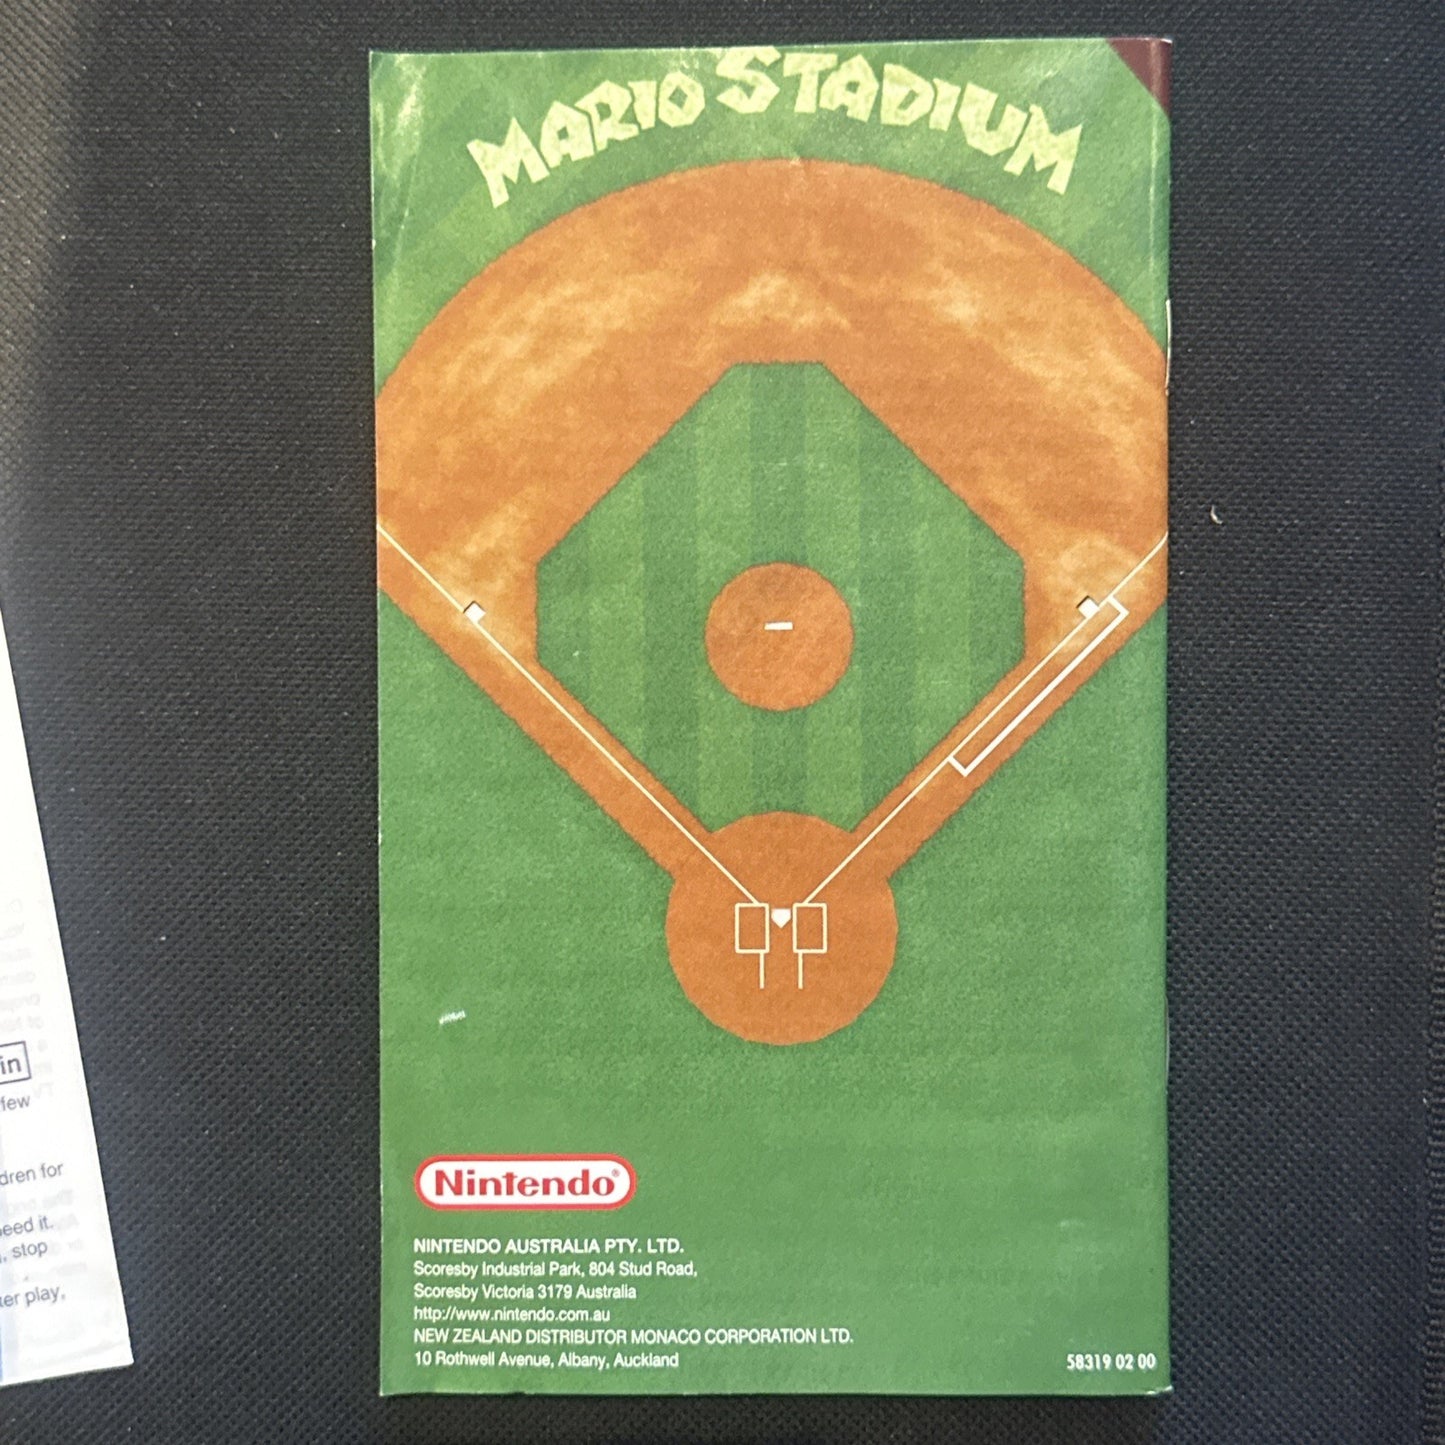 MARIO STADIUM
Nintendo®
NINTENDO AUSTRALIA PTY. LTD.
Scoresby Industrial Park, 804 Stud Road,
Scoresby Victoria 3179 Australia
http://www.nintendo.com.au
NEW ZEALAND DISTRIBUTOR MONACO CORPORATION LTD.
10 Rothwell Avenue, Albany, Auckland
58319 02 00
in
few
dren for
eed it.
, stop
er play,